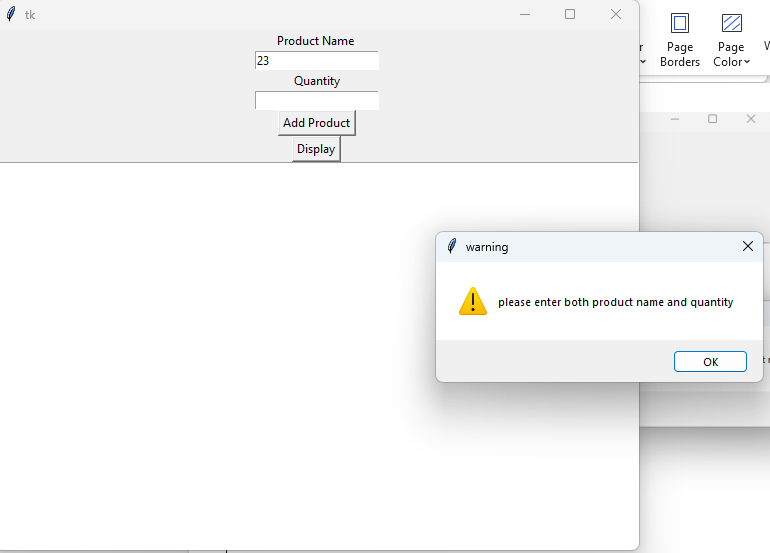 tk
Product Name
23
Quantity
Add Product
Display
Page
Borders
Page
Color
warning
please enter both product name and quantity
OK